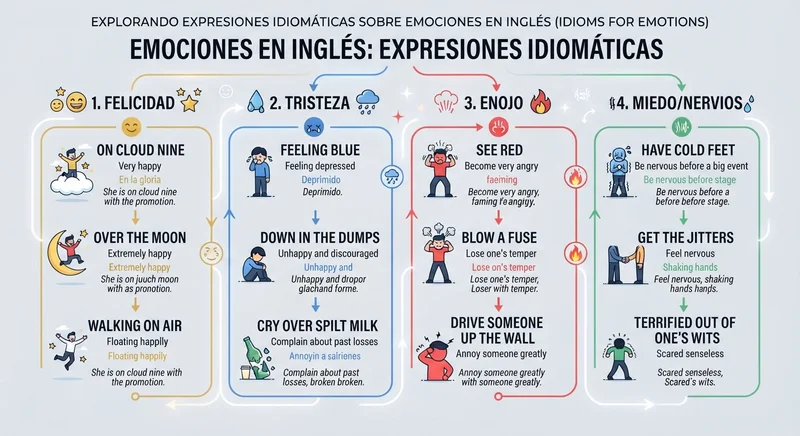 EXPLORANDO EXPRESIONES IDIOMÁTICAS SOBRE EMOCIONES EN INGLÉS (IDIOMS FOR EMOTIONS)
EMOCIONES EN INGLÉS: EXPRESIONES IDIOMÁTICAS
1. FELICIDAD
ON CLOUD NINE
Very happy
En la gloria
She is on cloud nine
with the promotion.
OVER THE MOON
Extremely happy
Extremely happy
She is on juuch moon
with as pronotion.
WALKING ON AIR
Floating happlly
Floating happlly
She is on cloud nine with
the promotion.
2. TRISTEZA
FEELING BLUE
Feeling depressed
Deprimido
Deprimido.
DOWN IN THE DUMPS
Unhappy and discouraged
Unhappy and
Unhappy and dropor
glachand forme.
CRY OVER SPILT MILK
Complain about past losses
Annoyin a salrienes
Complain about past
losses, broken broken.
3. ENOJO
SEE RED
Become very angry
faeming
Become very angry,
faming fe angryy.
BLOW A FUSE
Lose one's temper
Lose on's temper
Lose one's temper,
Loser with temper.
DRIVE SOMEONE
UP THE WALL
Annoy someone greatly
Annoy someone greatly
with someone greatly.
4. MIEDO/NERVIOS
HAVE COLD FEET
Be nervous before a big event
Be nervous before stage
Be nervous before a
before before stage.
GET THE JITTERS
Feel nervous
Shaking hands
Feel nervous, shaking
hands hands.
TERRIFIED OUT OF
ONE'S WITS
Scared senseless
Scared senseless,
Scared's wits.